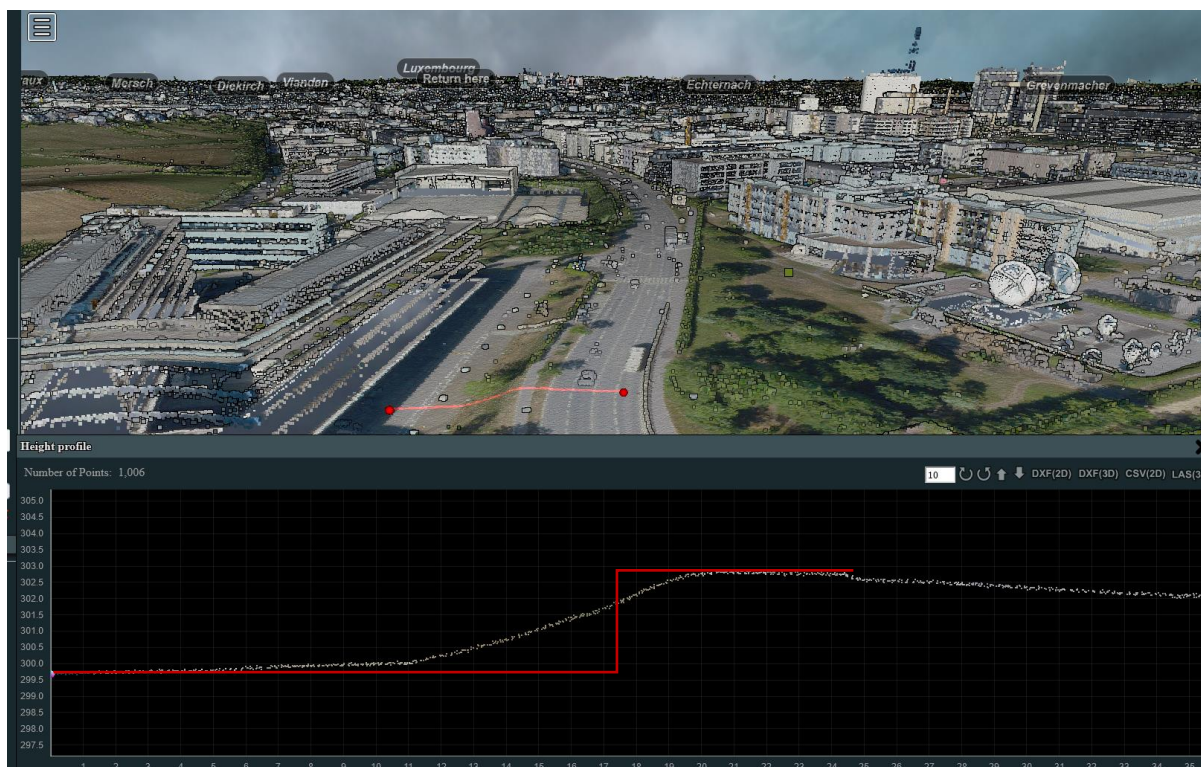 Luxembourg
raux Mersch Diekirch Vianden Return here Echternach Grevenmacher
Height profile
Number of Points: 1,006
10 DXF(2D) DXF(3D) CSV(2D) LAS(3
305.0
304.5
304.0
303.5
303.0
302.5
302.0
301.5
301.0
300.5
300.0
299.5
299.0
298.5
298.0
297.5
1 2 3 4 5 6 7 8 9 10 11 12 13 14 15 16 17 18 19 20 21 22 23 24 25 26 27 28 29 30 31 32 33 34 35